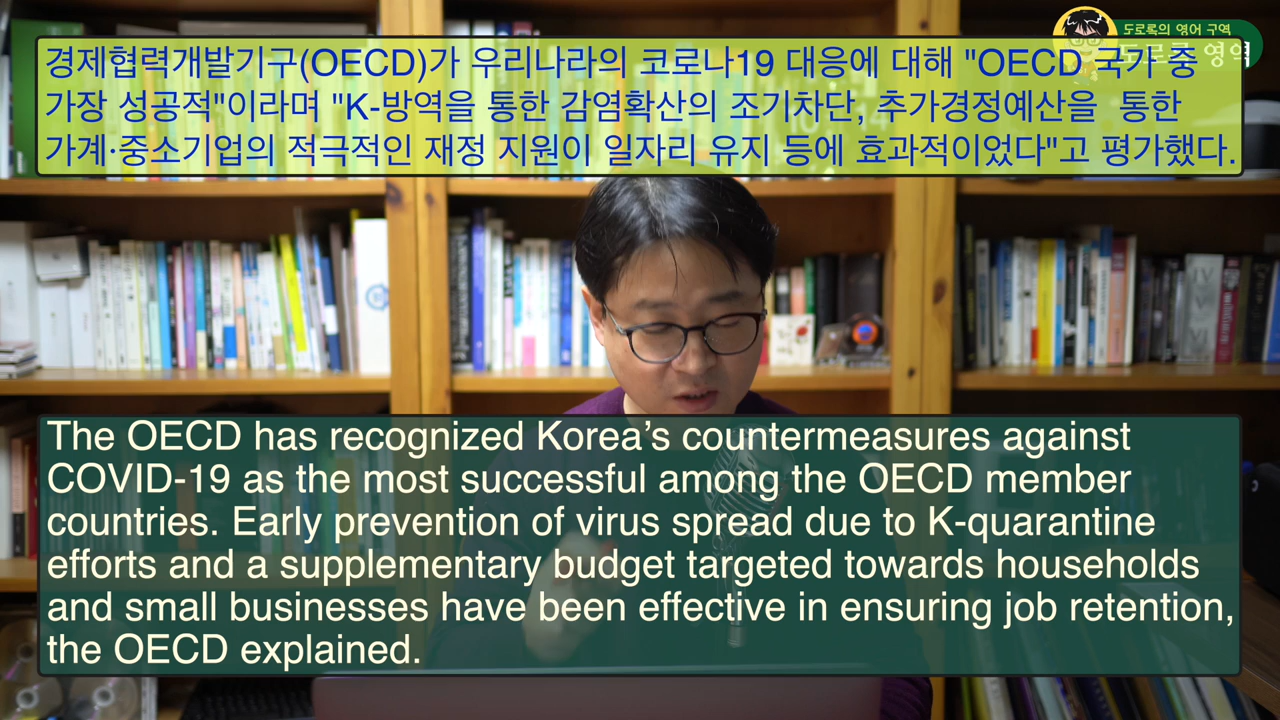 도로록의 영어 구역
도로록 영역
경제협력개발기구(OECD)가 우리나라의 코로나19 대응에 대해 "OECD 국가 중
가장 성공적"이라며 "K-방역을 통한 감염확산의 조기차단, 추가경정예산을 통한
가계·중소기업의 적극적인 재정 지원이 일자리 유지 등에 효과적이었다"고 평가했다.
The OECD has recognized Korea’s countermeasures against
COVID-19 as the most successful among the OECD member
countries. Early prevention of virus spread due to K-quarantine
efforts and a supplementary budget targeted towards households
and small businesses have been effective in ensuring job retention,
the OECD explained.